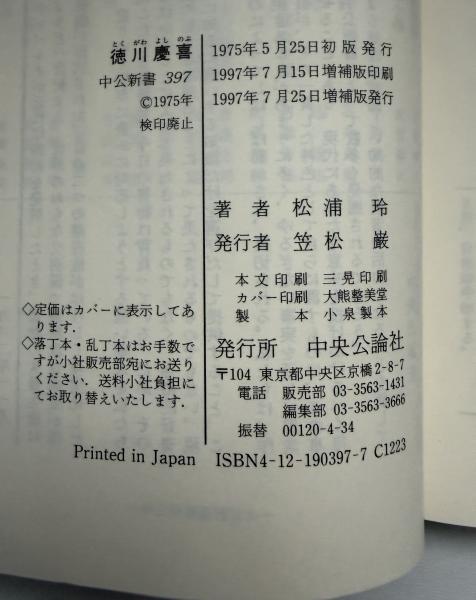 とくがわよしのぶ
徳川慶喜
中公新書 397
©1975年
検印廃止
1975年5月25日初版発行
1997年7月15日増補版印刷
1997年7月25日増補版発行
著者 松浦 玲
発行者 笠松 巌
本文印刷 三晃印刷
カバー印刷 大熊整美堂
製本 小泉製本
発行所 中央公論社
〒104 東京都中央区京橋2-8-7
電話 販売部 03-3563-1431
編集部 03-3563-3666
振替 00120-4-34
◇定価はカバーに表示してあ
ります.
◇落丁本・乱丁本はお手数で
すが小社販売部宛にお送り
ください. 送料小社負担に
てお取り替えいたします.
Printed in Japan ISBN4-12-190397-7 C1223